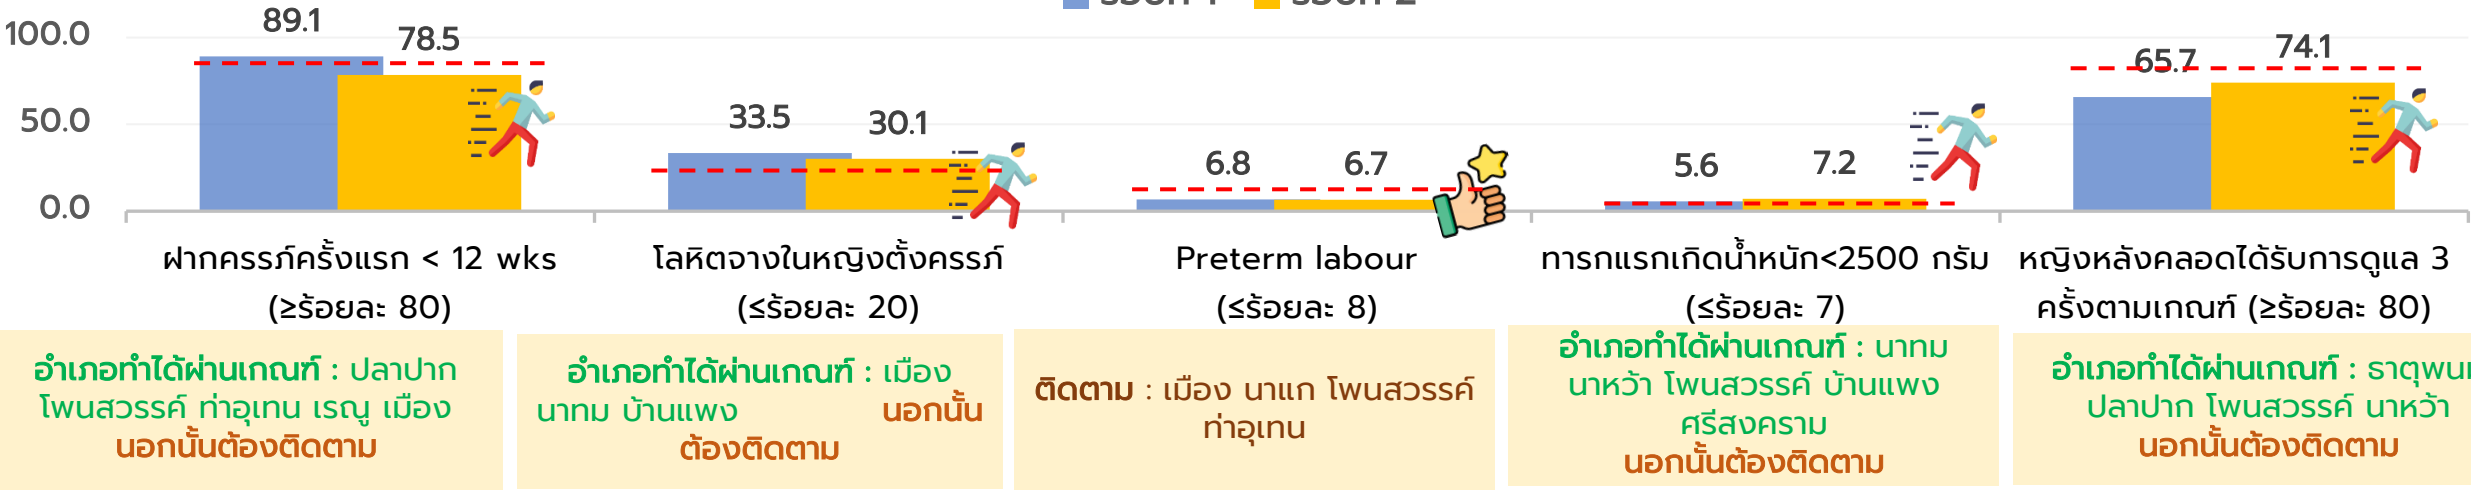 89.1
78.5
33.5
30.1
6.8
6.7
5.6
7.2
65.7
74.1
100.0
50.0
0.0
ฝากครรภ์ครั้งแรก < 12 wks
(≥ร้อยละ 80)
โลหิตจางในหญิงตั้งครรภ์
(≤ร้อยละ 20)
Preterm labour
(≤ร้อยละ 8)
ทารกแรกเกิดน้ำหนัก<2500 กรัม
(≤ร้อยละ 7)
หญิงหลังคลอดได้รับการดูแล 3
ครั้งตามเกณฑ์ (≥ร้อยละ 80)
อำเภอทำได้ผ่านเกณฑ์ : ปลาปาก
โพนสวรรค์ ท่าอุเทน เรณู เมือง
นอกนั้นต้องติดตาม
อำเภอทำได้ผ่านเกณฑ์ : เมือง
นาทม บ้านแพง นอกนั้น
ต้องติดตาม
ติดตาม : เมือง นาแก โพนสวรรค์
ท่าอุเทน
อำเภอทำได้ผ่านเกณฑ์ : นาทม
นาหว้า โพนสวรรค์ บ้านแพง
ศรีสงคราม
นอกนั้นต้องติดตาม
อำเภอทำได้ผ่านเกณฑ์ :
ปลาปาก โพนสวรรค์ นาหว้า
นอกนั้นต้องติดตาม